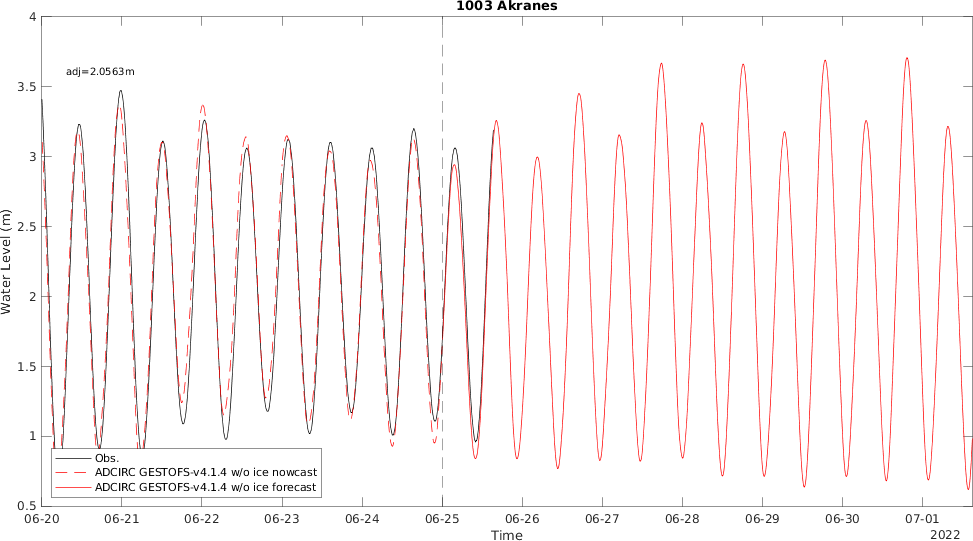 1003 Akranes
adj=2.0563m
Water Level (m)
4
3.5
3
2.5
2
1.5
1
0.5
Obs.
ADCIRC GESTOFS-v4.1.4 w/o ice nowcast
ADCIRC GESTOFS-v4.1.4 w/o ice forecast
06-20 06-21 06-22 06-23 06-24 06-25 06-26 06-27 06-28 06-29 06-30 07-01
Time
2022